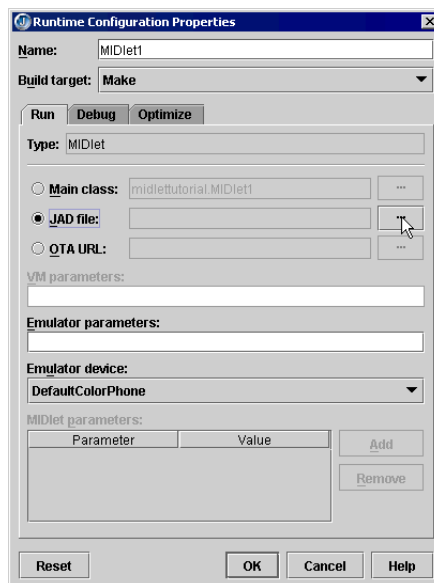 Runtime Configuration Properties
Name: MIDlet1
Build target: Make
Run Debug Optimize
Type: MIDlet
Main class: midlettutorial.MIDlet1 ...
JAD file: ...
OTA URL: ...
VM parameters:
Emulator parameters:
Emulator device:
DefaultColorPhone
MIDlet parameters:
Parameter Value
Add
Remove
Reset OK Cancel Help